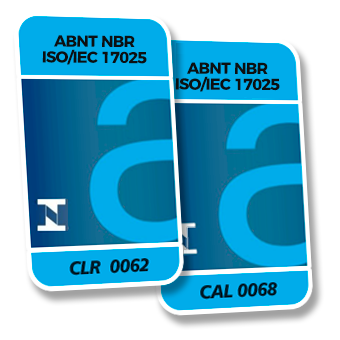 ABNT NBR
ISO/IEC 17025
a
CLR 0062
ABNT NBR
ISO/IEC 17025
a
CAL 0068